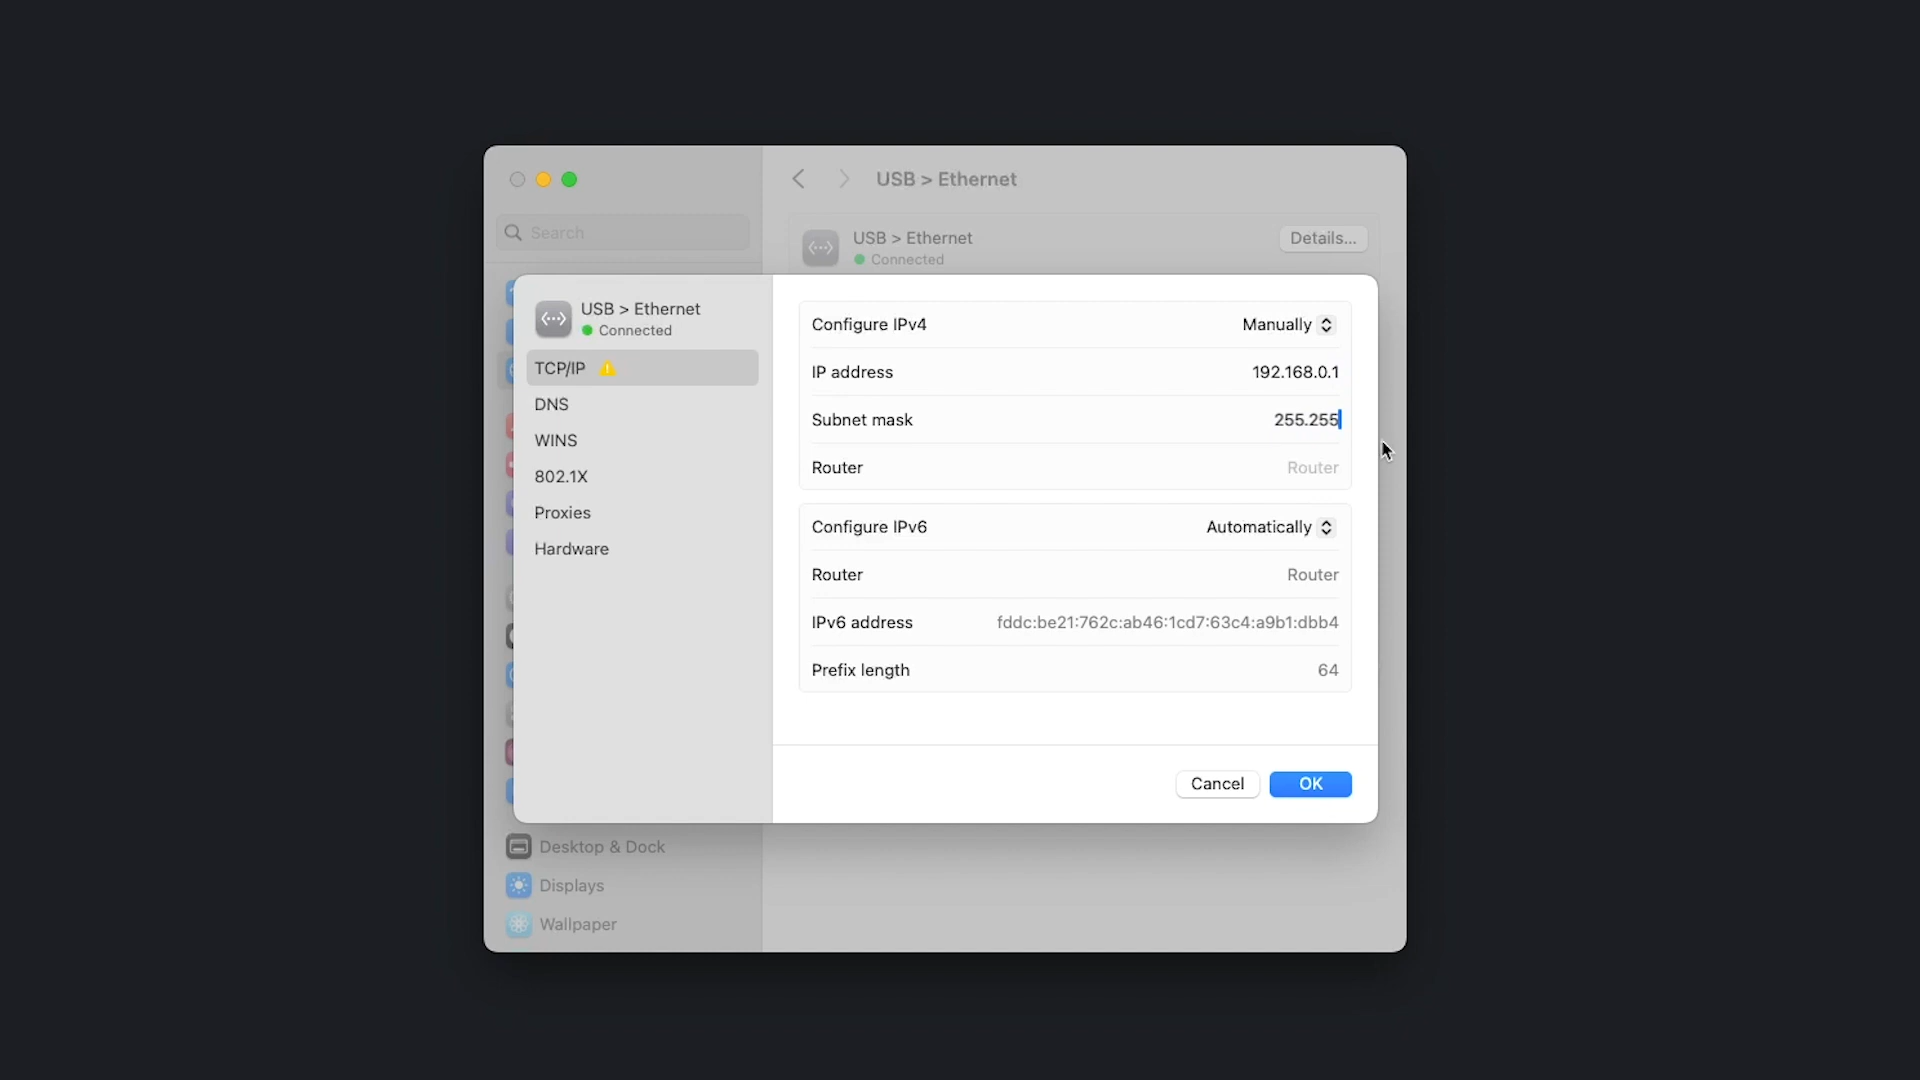 USB > Ethernet
Search
USB > Ethernet
Details...
Connected
USB > Ethernet
Connected
TCP/IP
DNS
WINS
802.1X
Proxies
Hardware
Configure IPv4 Manually
IP address 192.168.0.1
Subnet mask 255.255
Router Router
Configure IPv6 Automatically
Router Router
IPv6 address fddc:be21:762c:ab46:1cd7:63c4:a9b1:dbb4
Prefix length 64
Cancel OK
Desktop & Dock
Displays
Wallpaper